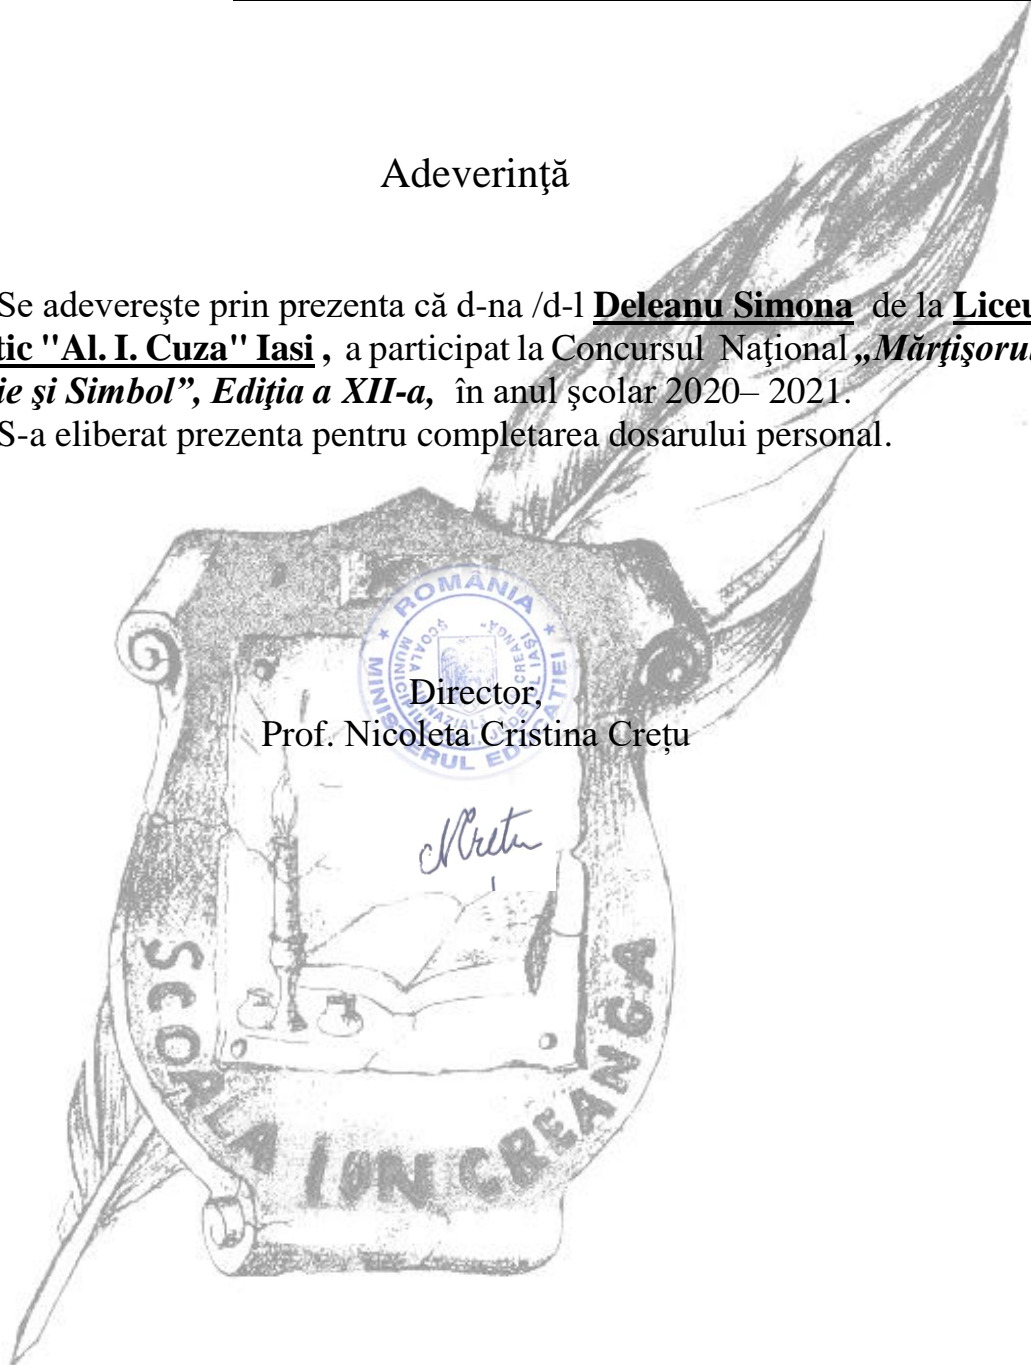 Adeverinţă
Se adevereşte prin prezenta că d-na /d-l Deleanu Simona de la Liceu
tic "Al. I. Cuza" Iasi , a participat la Concursul Naţional „Mărţişorul
ie şi Simbol”, Ediţia a XII-a, în anul şcolar 2020– 2021.
S-a eliberat prezenta pentru completarea dosarului personal.
ROMÂNIA
MINISTERUL EDUCAȚIEI
Director,
Prof. Nicoleta Cristina Crețu
NCretu
SCOALA ION CREANGA